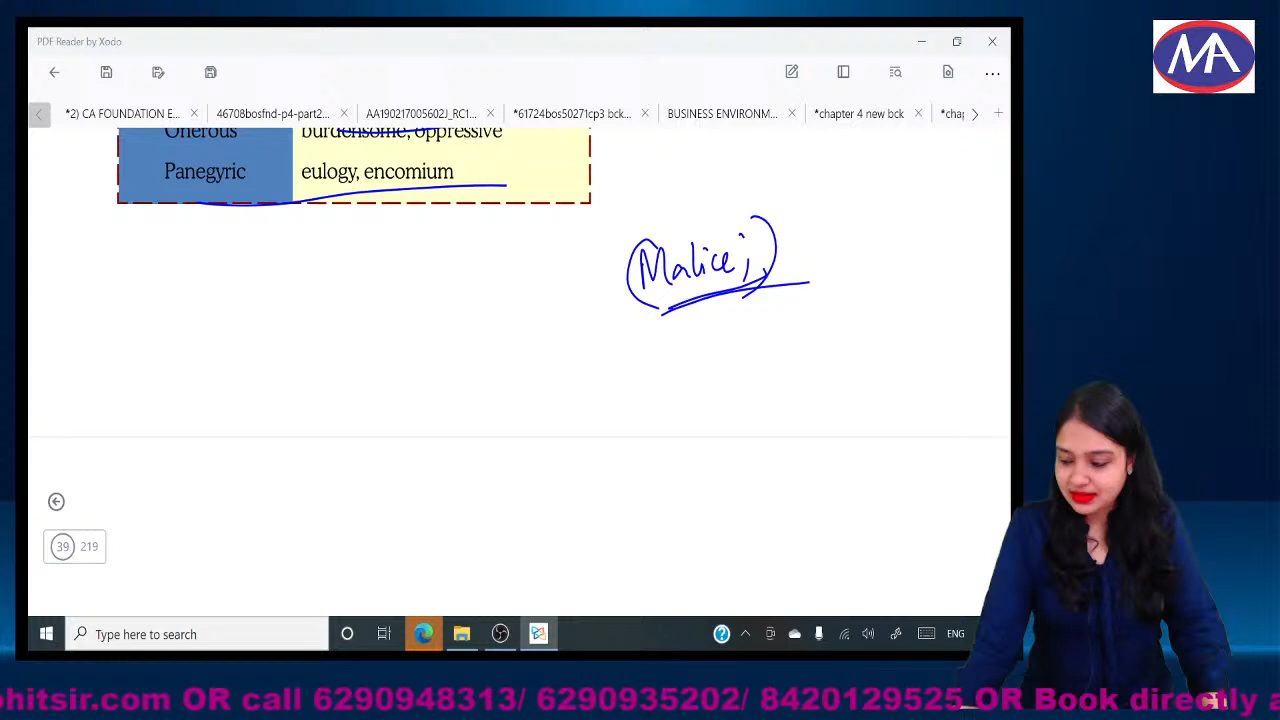 PDF Reader by Xodo
MA
*2) CA FOUNDATION E... 46708bosfnd-p4-part2... AA190217005602J_RC1... *61724bos50271cp3 bck... BUSINESS ENVIRONM... *chapter 4 new bck *chap
Onerous burdensome, oppressive
Panegyric eulogy, encomium
Malice;
39 219
Type here to search
ENG
ohitsir.com OR call 6290948313/ 6290935202/ 8420129525 OR Book directly a